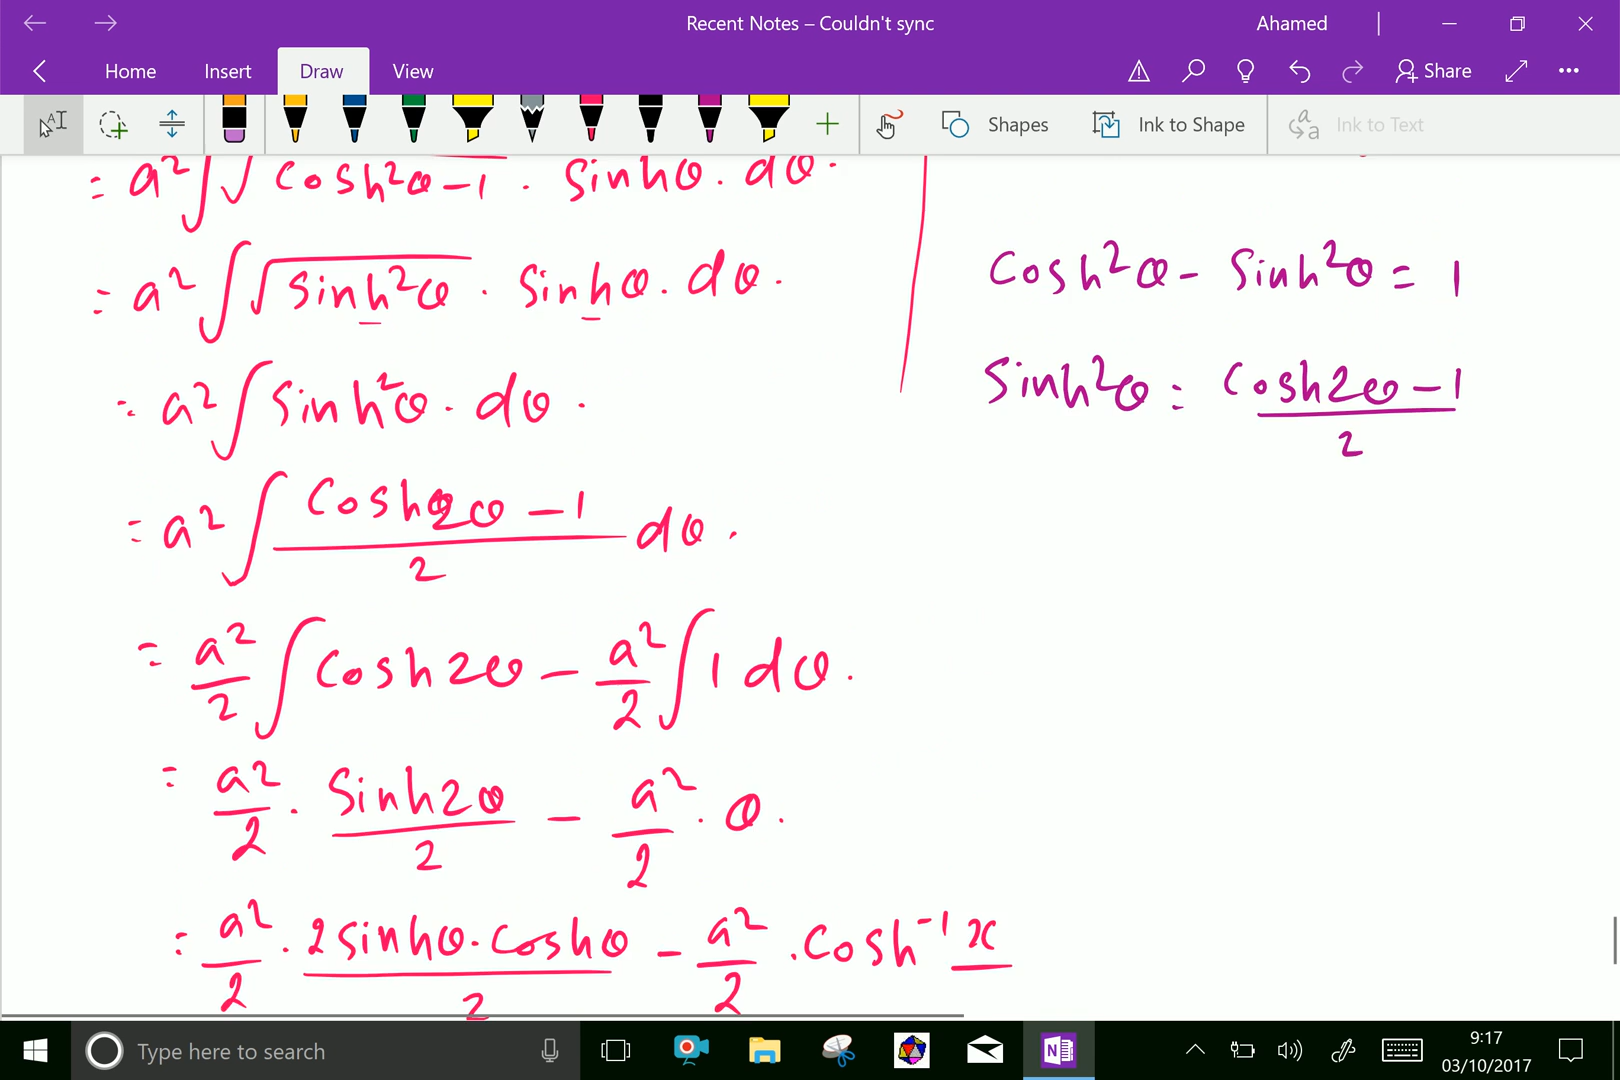 Recent Notes – Couldn't sync
Ahamed
Home Insert Draw View
Share
Shapes
Ink to Shape
Ink to Text
= a²∫√cosh²θ−1 . sinhθ. dθ.
= a²∫√sinh²θ . sinhθ. dθ.
= a²∫sinh²θ. dθ.
= a²∫ cosh2θ −1 / 2 dθ.
= a²/2 ∫cosh2θ − a²/2 ∫1 dθ.
= a²/2 . sinh2θ/2 − a²/2 . θ.
= a²/2 . 2sinhθ.coshθ/2 − a²/2 .cosh⁻¹ x
cosh²θ − sinh²θ = 1
sinh²θ = cosh2θ −1 / 2
Type here to search
9:17
03/10/2017